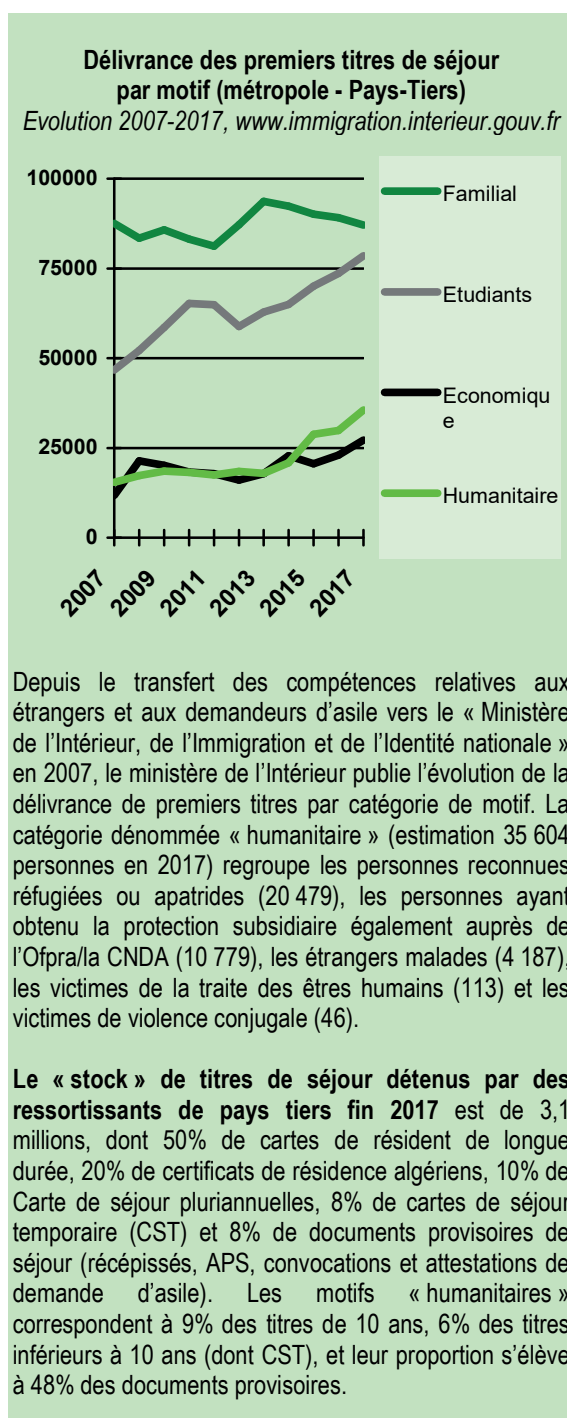 Délivrance des premiers titres de séjour
par motif (métropole - Pays-Tiers)
Evolution 2007-2017, www.immigration.interieur.gouv.fr
100000
75000
50000
25000
0
2007
2009
2011
2013
2015
2017
Familial
Etudiants
Economiqu
e
Humanitaire
Depuis le transfert des compétences relatives aux
étrangers et aux demandeurs d’asile vers le « Ministère
de l’Intérieur, de l’Immigration et de l’Identité nationale »
en 2007, le ministère de l’Intérieur publie l’évolution de la
délivrance de premiers titres par catégorie de motif. La
catégorie dénommée « humanitaire » (estimation 35 604
personnes en 2017) regroupe les personnes reconnues
réfugiées ou apatrides (20 479), les personnes ayant
obtenu la protection subsidiaire également auprès de
l’Ofpra/la CNDA (10 779), les étrangers malades (4 187),
les victimes de la traite des êtres humains (113) et les
victimes de violence conjugale (46).
Le « stock » de titres de séjour détenus par des
ressortissants de pays tiers fin 2017 est de 3,1
millions, dont 50% de cartes de résident de longue
durée, 20% de certificats de résidence algériens, 10% de
Carte de séjour pluriannuelles, 8% de cartes de séjour
temporaire (CST) et 8% de documents provisoires de
séjour (récépissés, APS, convocations et attestations de
demande d’asile). Les motifs « humanitaires »
correspondent à 9% des titres de 10 ans, 6% des titres
inférieurs à 10 ans (dont CST), et leur proportion s’élève
à 48% des documents provisoires.